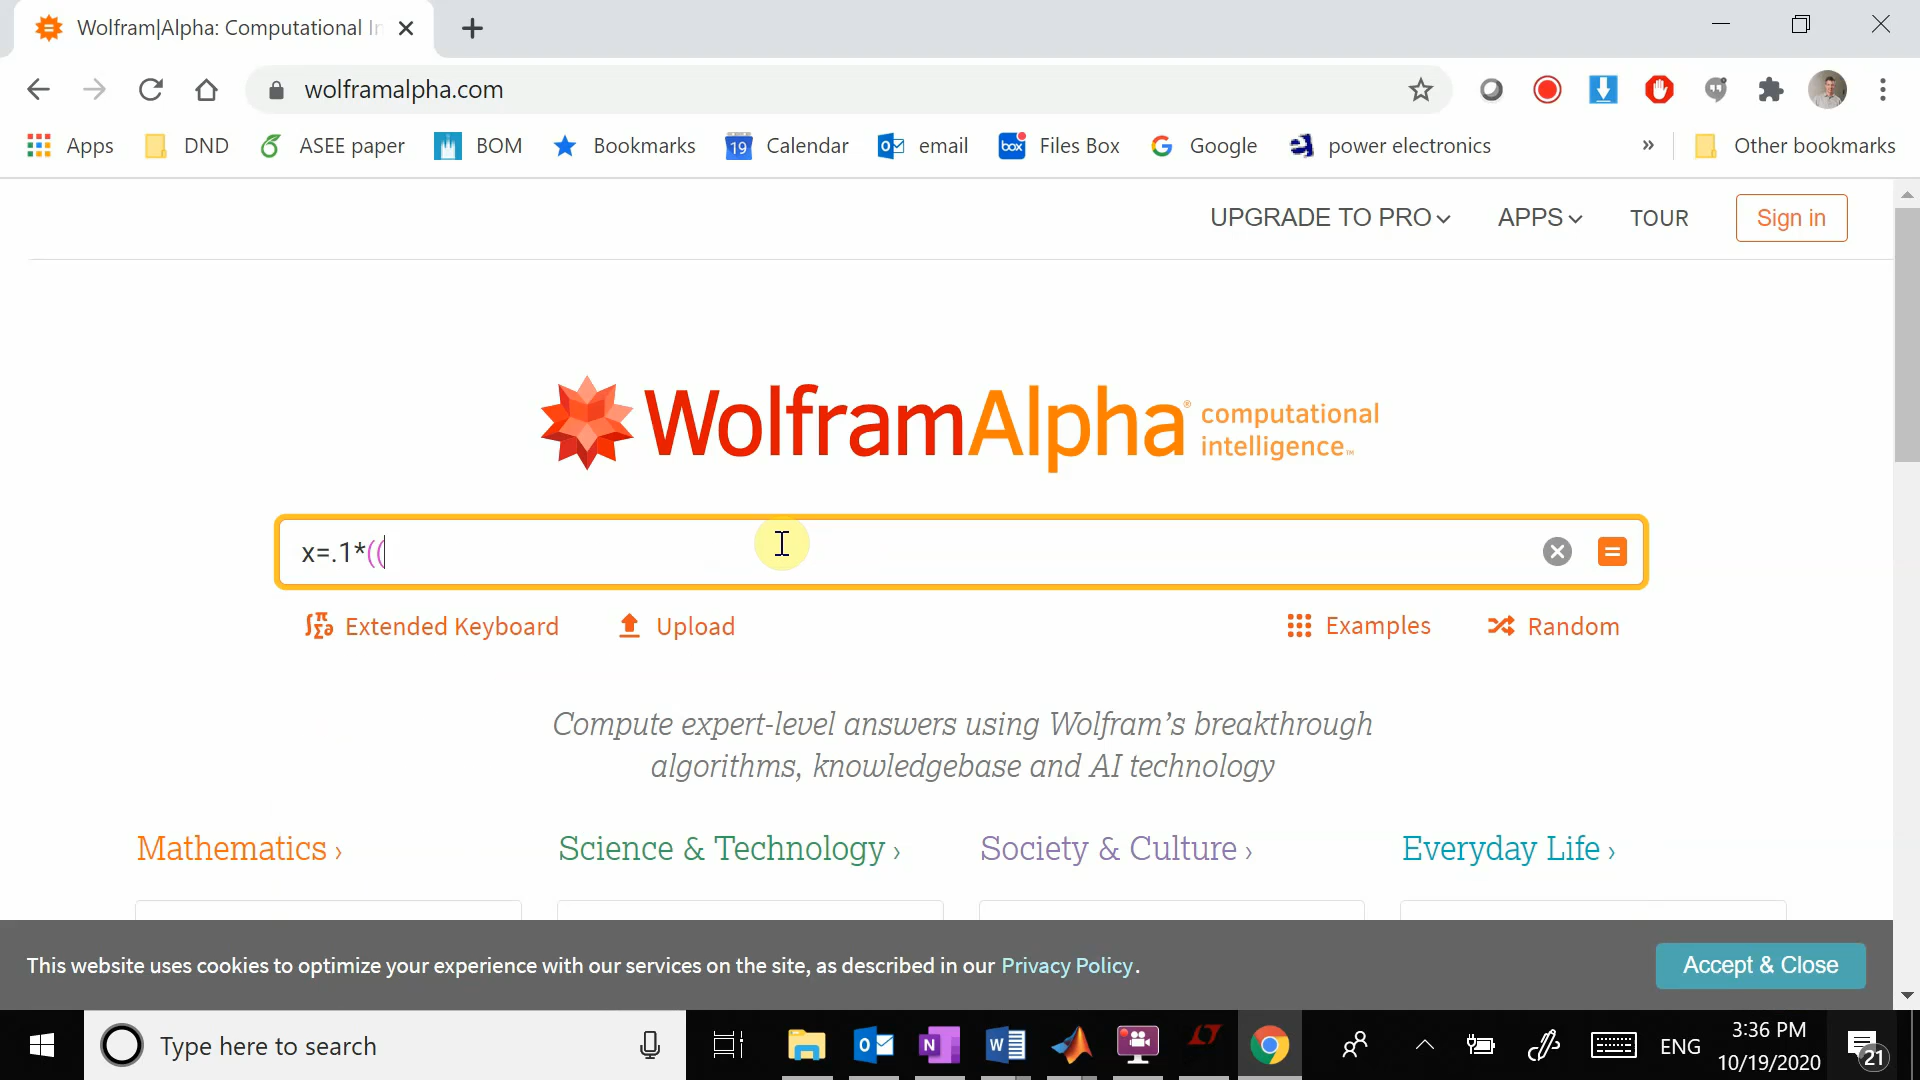 Wolfram|Alpha: Computational In
wolframalpha.com
Apps DND ASEE paper BOM Bookmarks 19 Calendar email box Files Box Google power electronics » Other bookmarks
UPGRADE TO PRO APPS TOUR Sign in
WolframAlpha® computational
intelligence™
x=.1*((
Extended Keyboard Upload Examples Random
Compute expert-level answers using Wolfram's breakthrough
algorithms, knowledgebase and AI technology
Mathematics › Science & Technology › Society & Culture › Everyday Life ›
This website uses cookies to optimize your experience with our services on the site, as described in our Privacy Policy. Accept & Close
Type here to search ENG 3:36 PM
10/19/2020 21